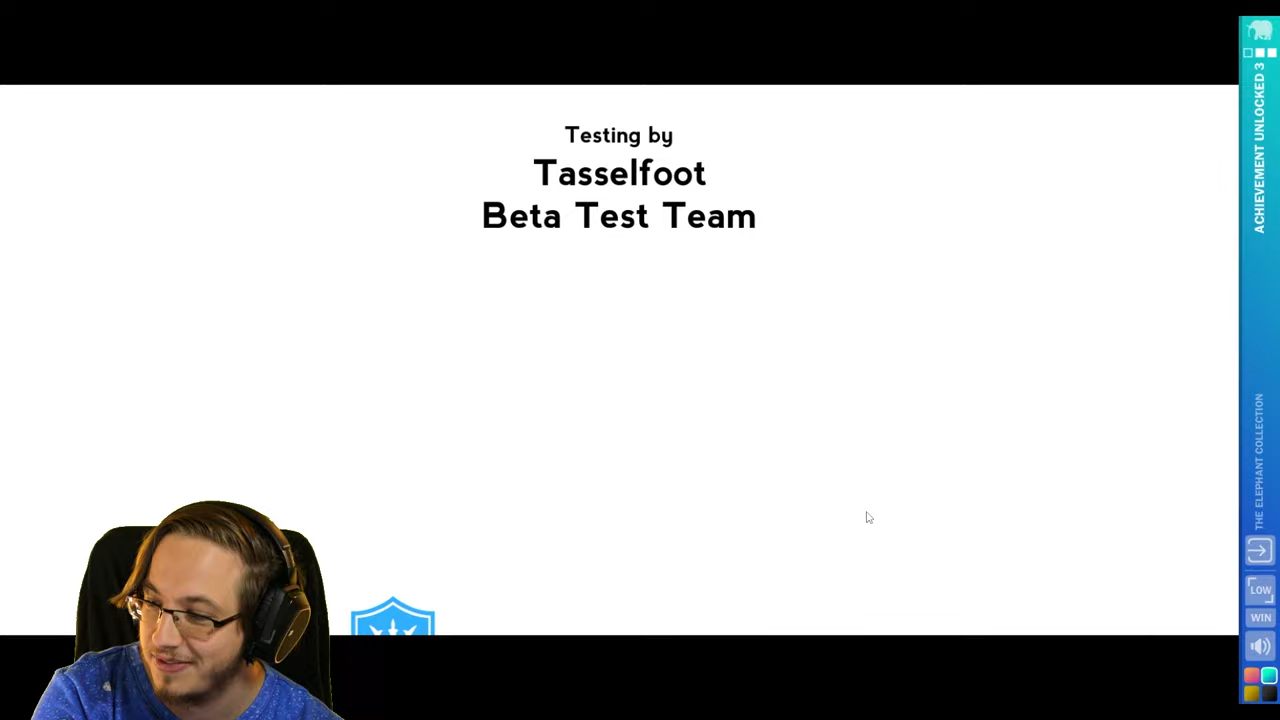 Testing by
Tasselfoot
Beta Test Team
ACHIEVEMENT UNLOCKED 3
THE ELEPHANT COLLECTION
LOW
WIN